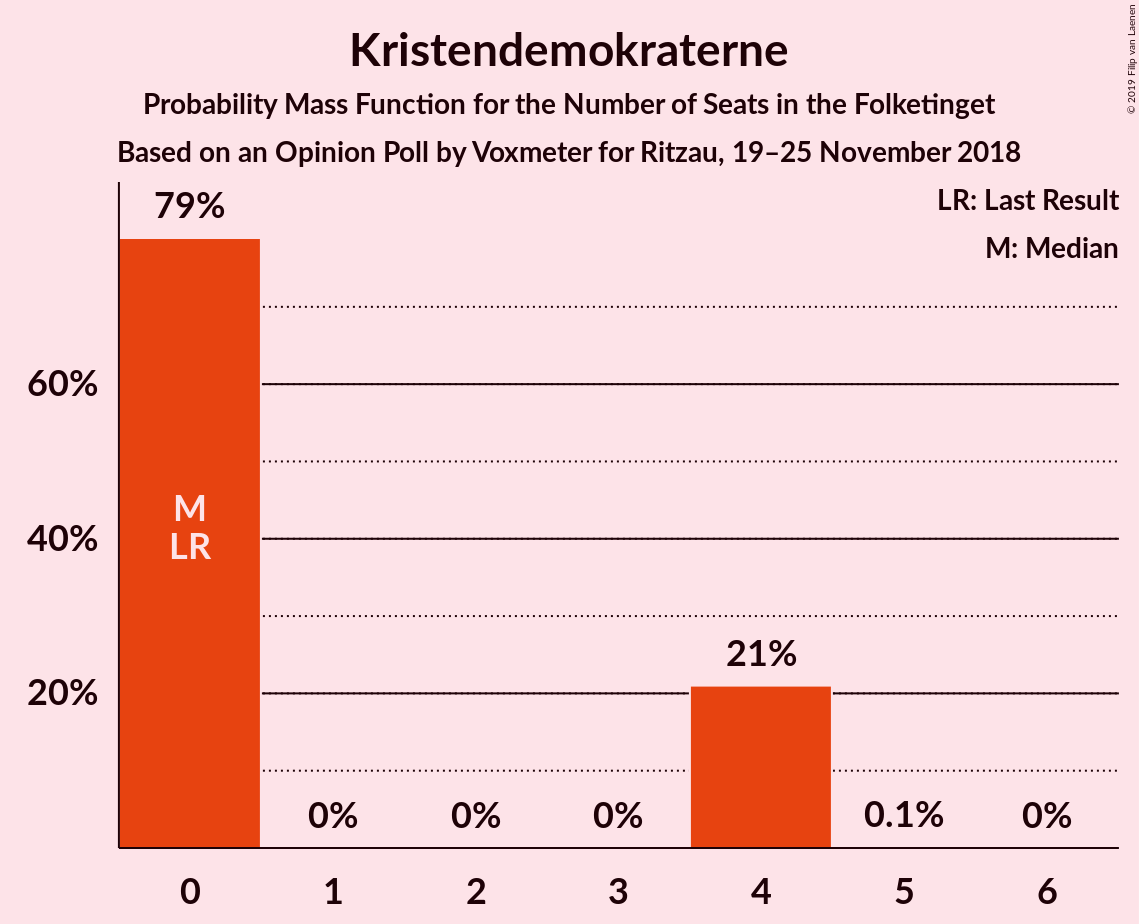 © 2019 Filip van Laenen
Kristendemokraterne
Probability Mass Function for the Number of Seats in the Folketinget
Based on an Opinion Poll by Voxmeter for Ritzau, 19–25 November 2018
LR: Last Result
M: Median
79%
60%
M
40%
LR
21%
20%
0%
0%
0%
0.1%
0%
0
1
2
3
4
5
6